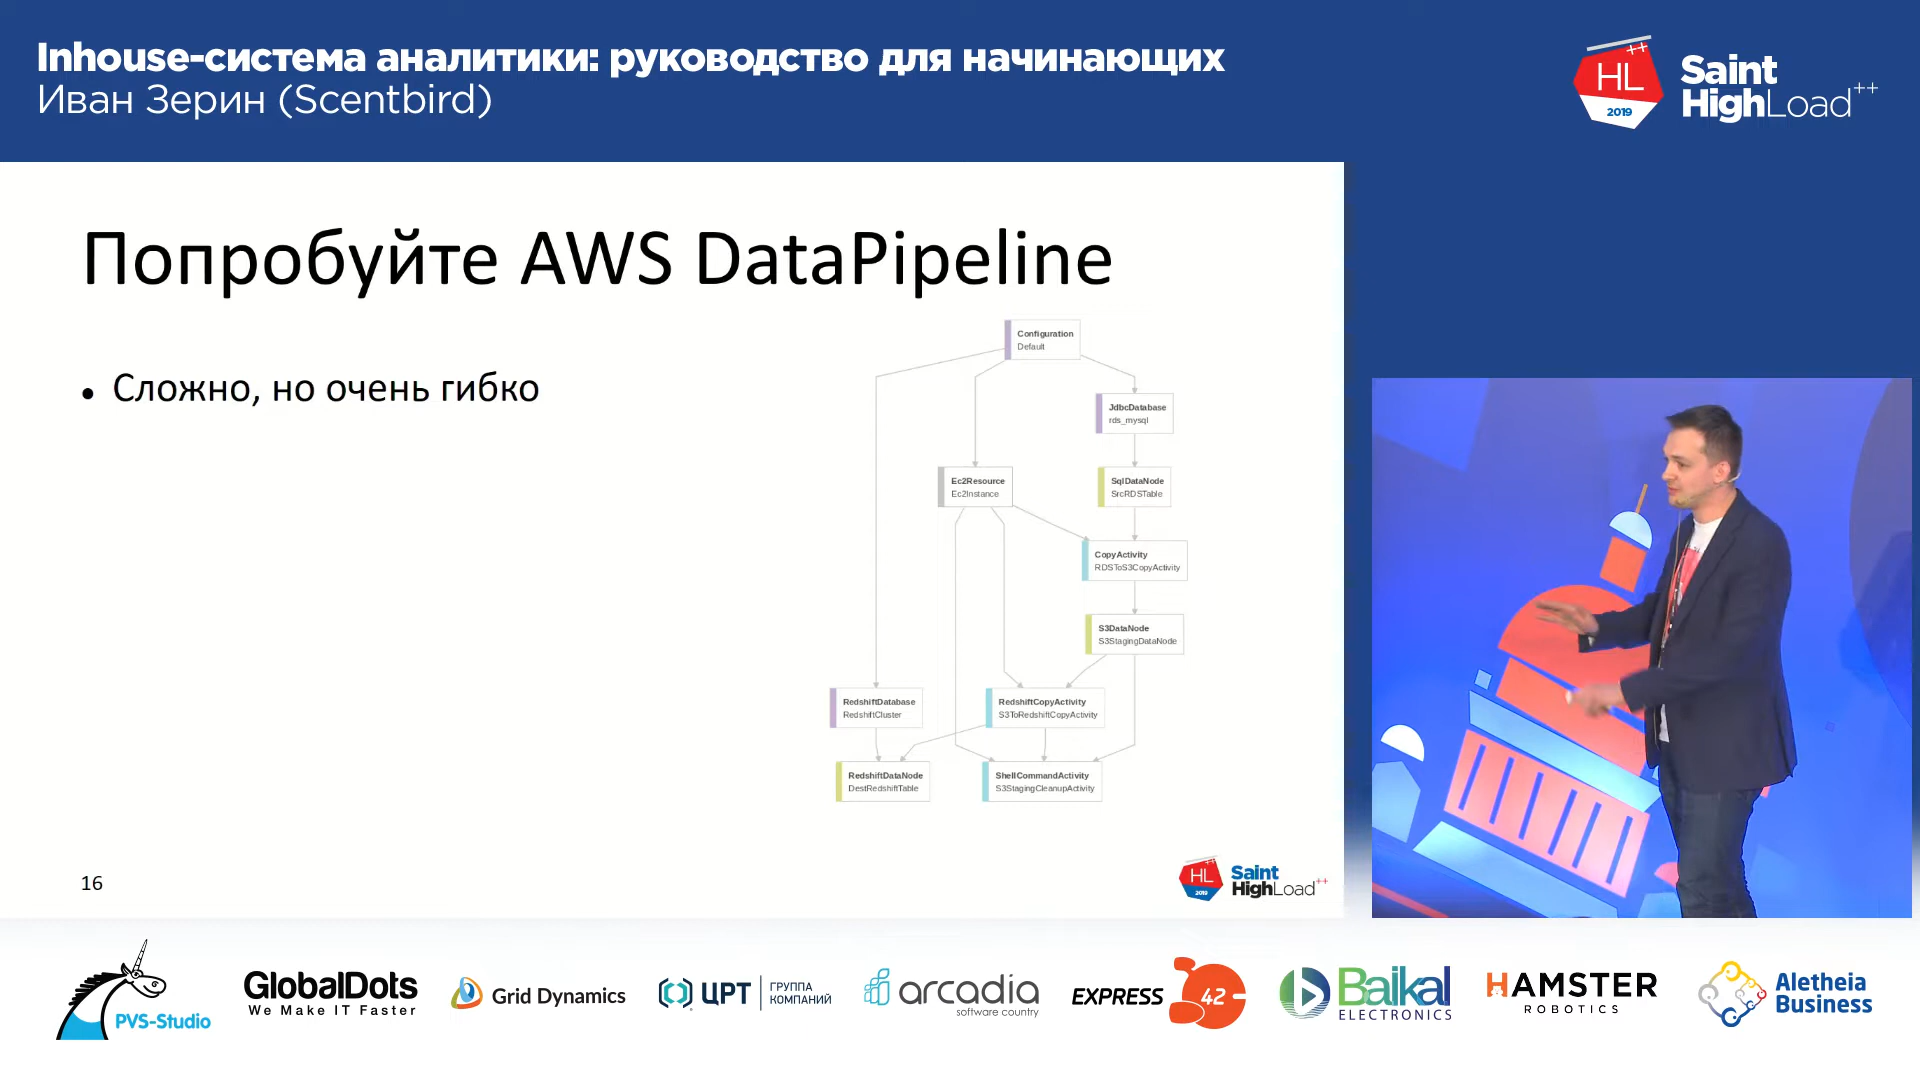 Inhouse-система аналитики: руководство для начинающих
Иван Зерин (Scentbird)
HL ++
2019
Saint
HighLoad++
Попробуйте AWS DataPipeline
• Сложно, но очень гибко
Configuration
Default
JdbcDatabase
rds_mysql
Ec2Resource
Ec2Instance
SqlDataNode
SrcRDSTable
CopyActivity
RDSToS3CopyActivity
S3DataNode
S3StagingDataNode
RedshiftDatabase
RedshiftCluster
RedshiftCopyActivity
S3ToRedshiftCopyActivity
RedshiftDataNode
DestRedshiftTable
ShellCommandActivity
S3StagingCleanupActivity
16
HL ++
2019
Saint
HighLoad++
PVS-Studio
GlobalDots
We Make IT Faster
Grid Dynamics
ЦРТ
ГРУППА
КОМПАНИЙ
arcadia
software country
EXPRESS 42
Baikal
ELECTRONICS
HAMSTER
ROBOTICS
Aletheia
Business